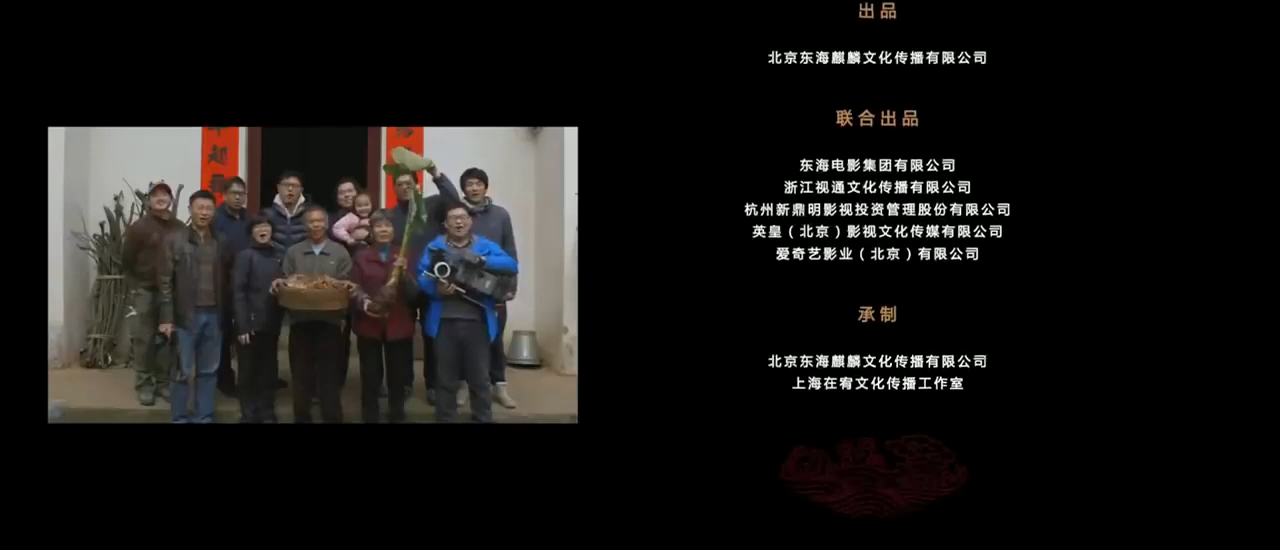 出品
北京东海麒麟文化传播有限公司
联合出品
东海电影集团有限公司
浙江视通文化传播有限公司
杭州新鼎明影视投资管理股份有限公司
英皇（北京）影视文化传媒有限公司
爱奇艺影业（北京）有限公司
承制
北京东海麒麟文化传播有限公司
上海在宥文化传播工作室